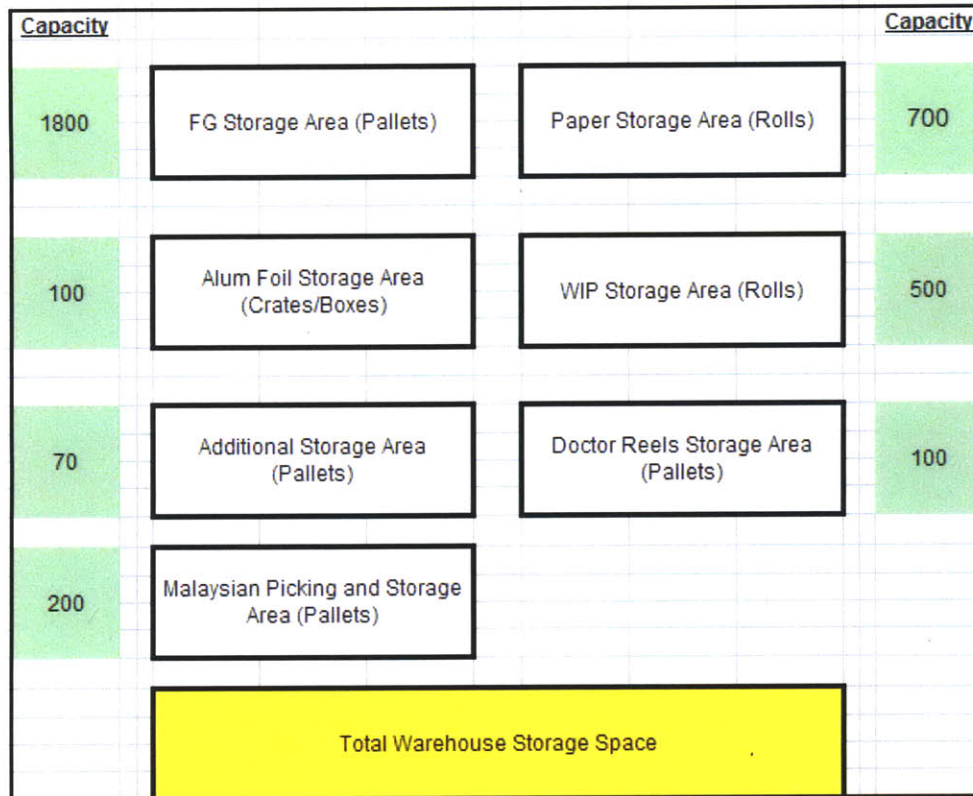 Capacity
Capacity
1800
FG Storage Area (Pallets)
Paper Storage Area (Rolls)
700
100
Alum Foil Storage Area
(Crates/Boxes)
WIP Storage Area (Rolls)
500
70
Additional Storage Area
(Pallets)
Doctor Reels Storage Area
(Pallets)
100
200
Malaysian Picking and Storage
Area (Pallets)
Total Warehouse Storage Space